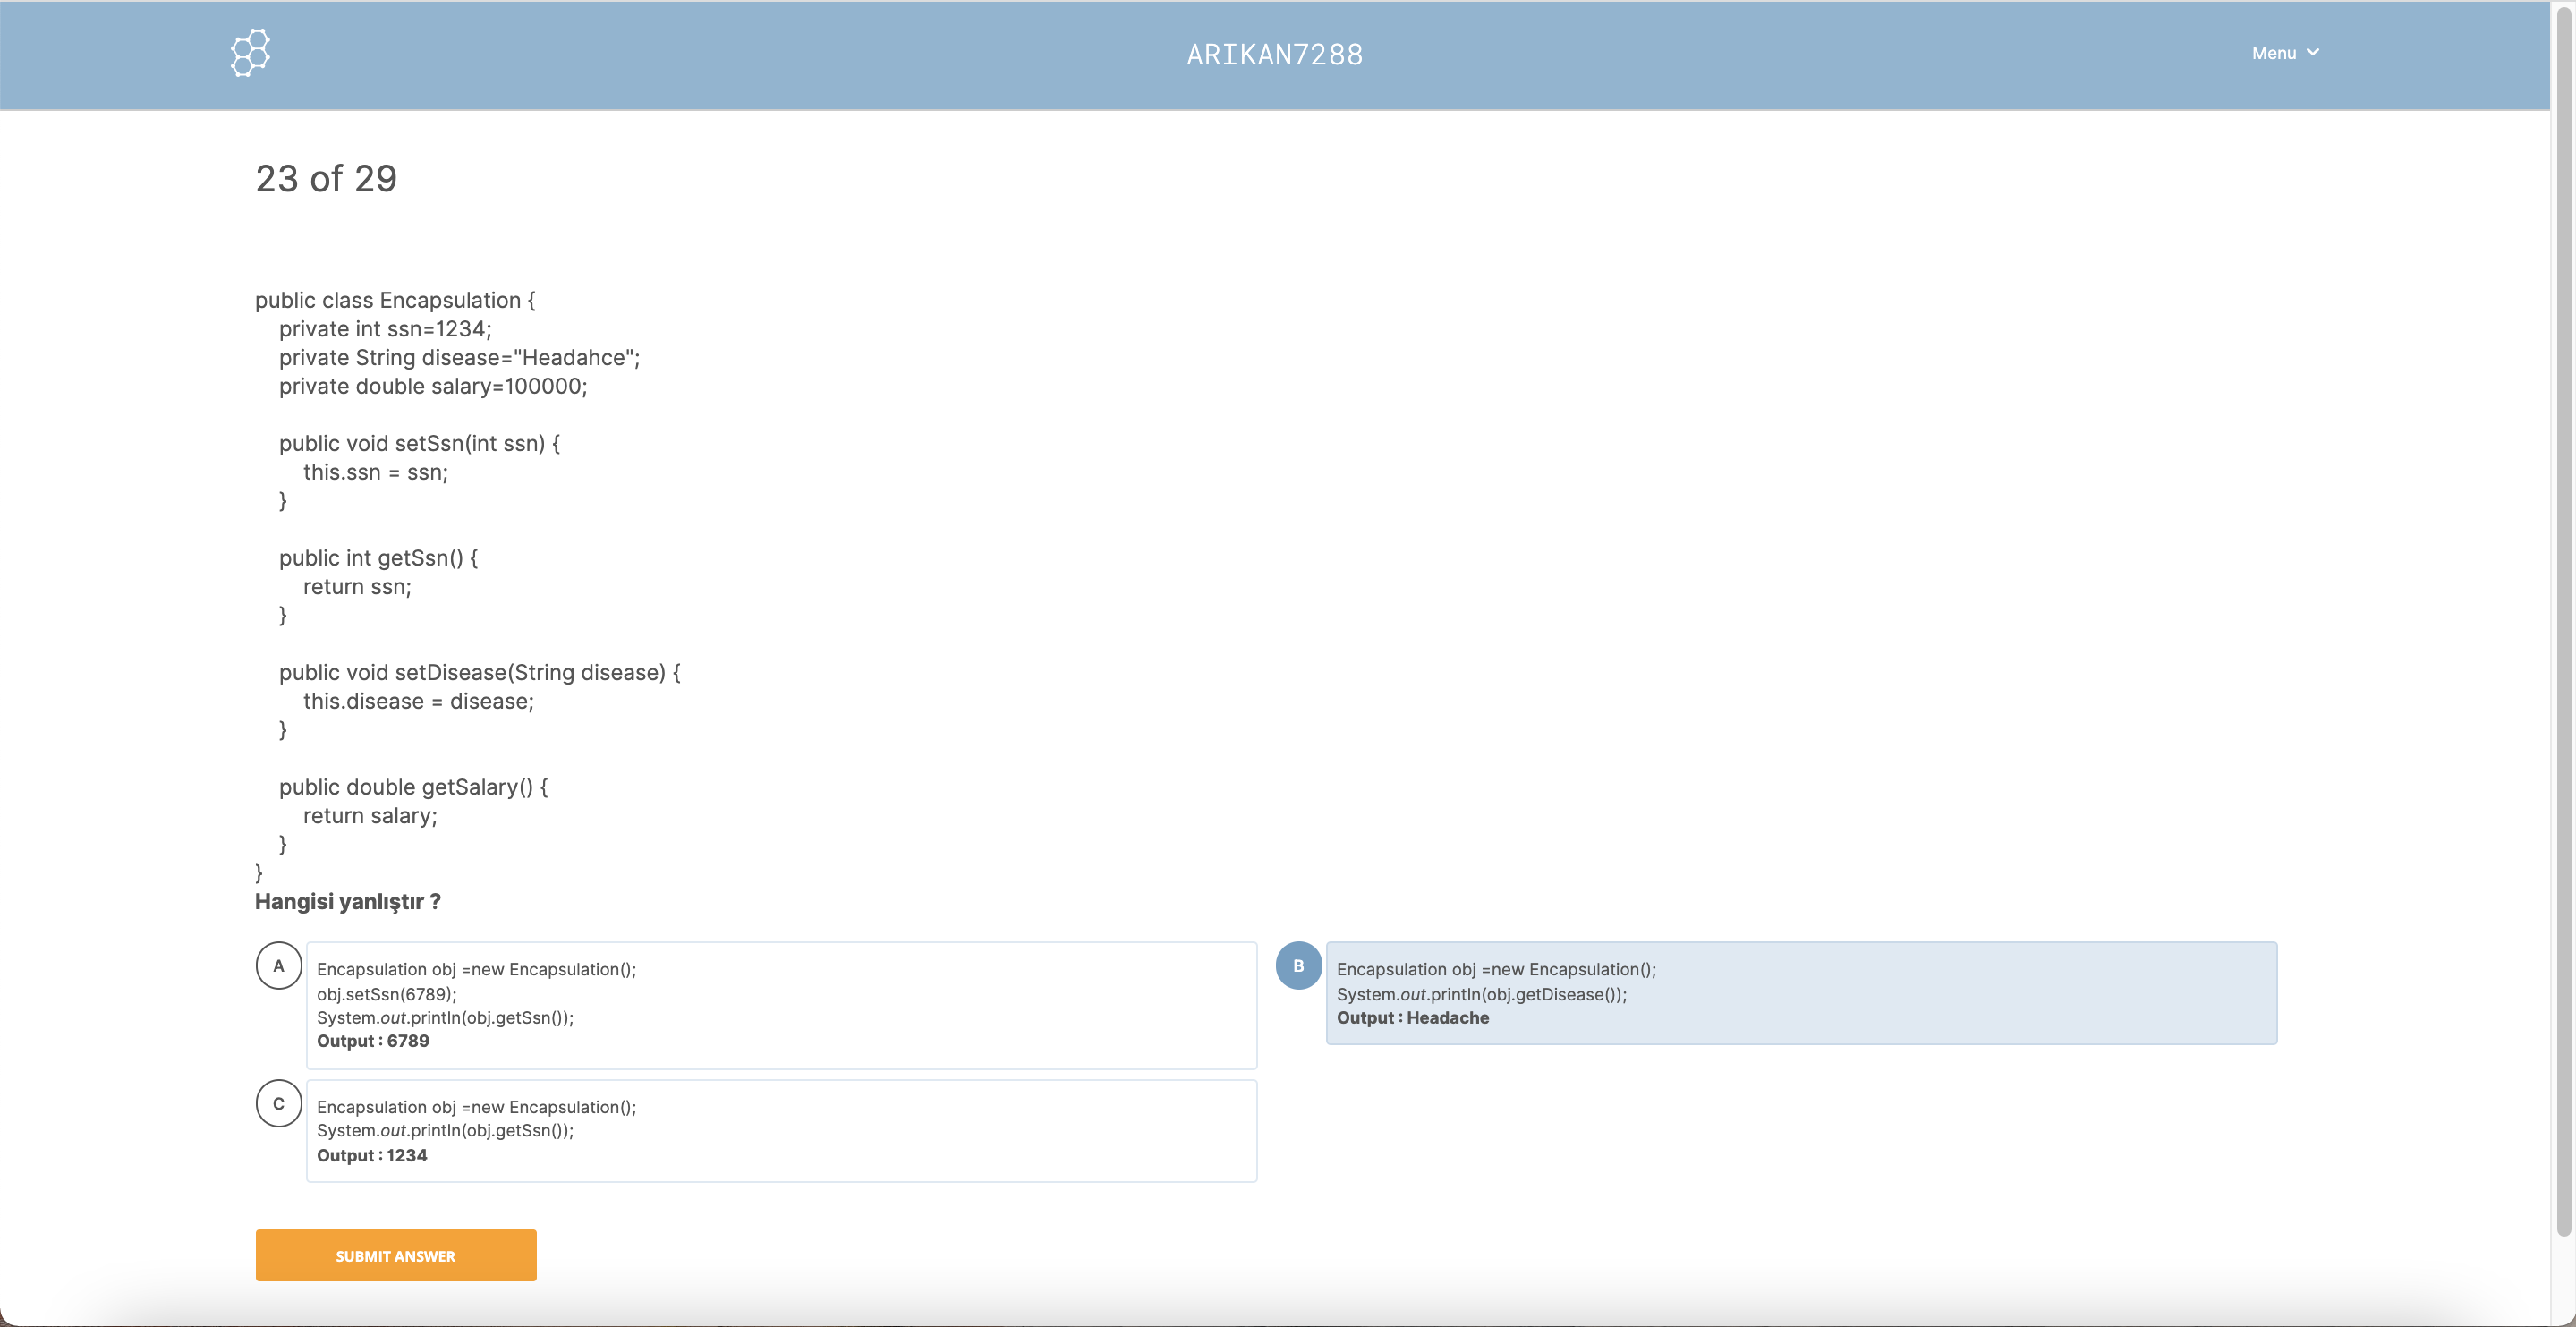 ARIKAN7288
Menu
23 of 29
public class Encapsulation {
private int ssn=1234;
private String disease="Headahce";
private double salary=100000;
public void setSsn(int ssn) {
this.ssn = ssn;
}
public int getSsn() {
return ssn;
}
public void setDisease(String disease) {
this.disease = disease;
}
public double getSalary() {
return salary;
}
}
Hangisi yanlıştır ?
A
Encapsulation obj =new Encapsulation();
obj.setSsn(6789);
System.out.println(obj.getSsn());
Output : 6789
B
Encapsulation obj =new Encapsulation();
System.out.println(obj.getDisease());
Output : Headache
C
Encapsulation obj =new Encapsulation();
System.out.println(obj.getSsn());
Output : 1234
SUBMIT ANSWER